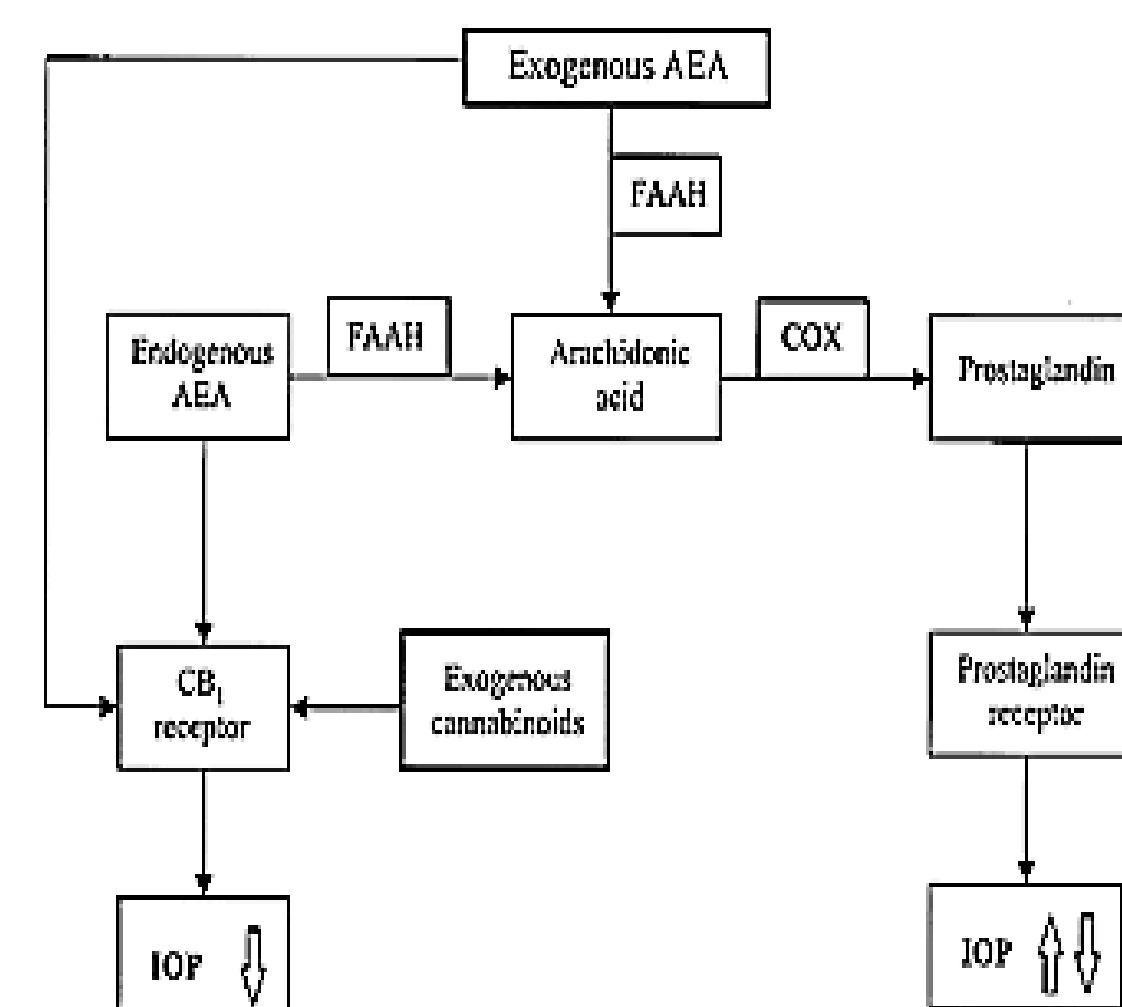 Exogenous AEA
FAAH
Endogenous
AEA
FAAH
Arachidonic
acid
COX
Prostaglandin
CB₁
receptor
Exogenous
cannabinoids
Prostaglandin
receptor
IOP
IOP